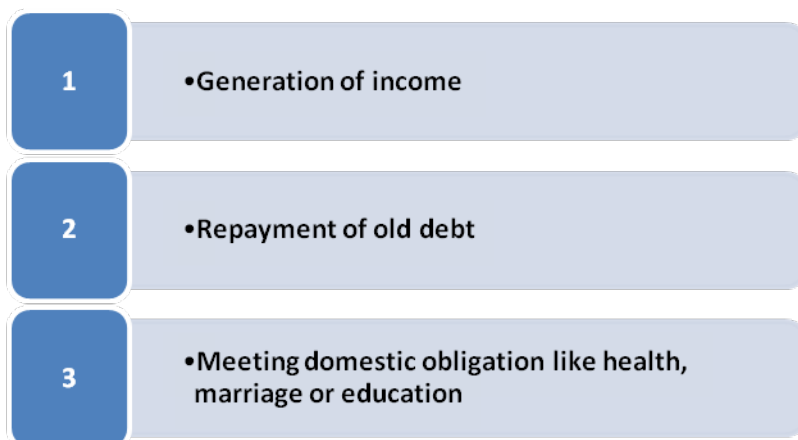 1
•Generation of income
2
•Repayment of old debt
3
•Meeting domestic obligation like health,
marriage or education